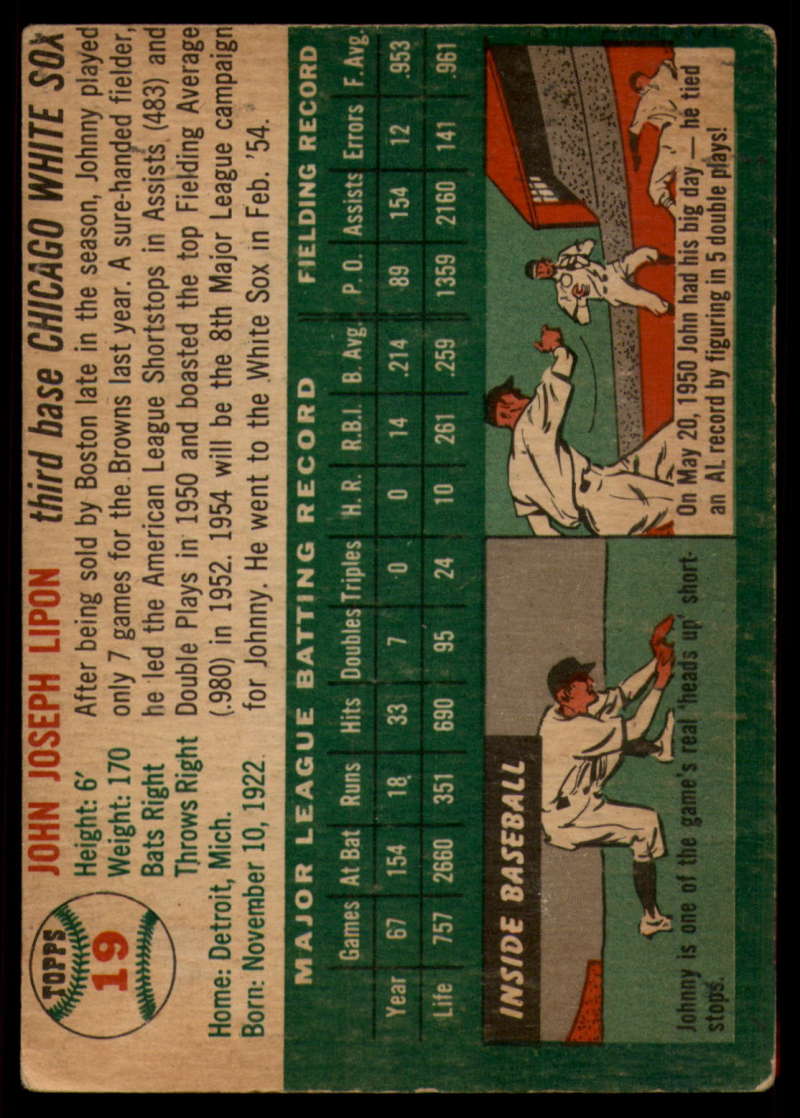 TOPPS
19
JOHN JOSEPH LIPON third base CHICAGO WHITE SOX
Height: 6'
Weight: 170
Bats Right
Throws Right
Home: Detroit, Mich.
Born: November 10, 1922.
After being sold by Boston late in the season, Johnny played
only 7 games for the Browns last year. A sure-handed fielder,
he led the American League Shortstops in Assists (483) and
Double Plays in 1950 and boasted the top Fielding Average
(.980) in 1952. 1954 will be the 8th Major League campaign
for Johnny. He went to the White Sox in Feb. '54.
MAJOR LEAGUE BATTING RECORD FIELDING RECORD
Games At Bat Runs Hits Doubles Triples H. R. R.B.I. B. Avg. P. O. Assists Errors F. Avg.
Year 67 154 18 33 7 0 0 14 .214 89 154 12 .953
Life 757 2660 351 690 95 24 10 261 .259 1359 2160 141 .961
INSIDE BASEBALL
Johnny is one of the game's real 'heads up' short-
stops.
On May 20, 1950 John had his big day — he tied
an AL record by figuring in 5 double plays!